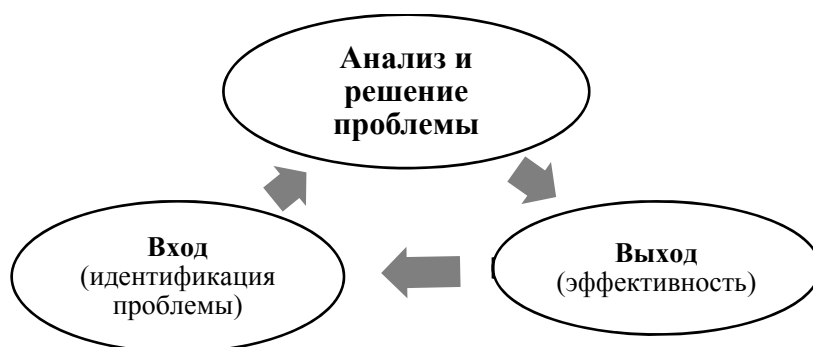 Анализ и
решение
проблемы
Вход
(идентификация
проблемы)
Выход
(эффективность)